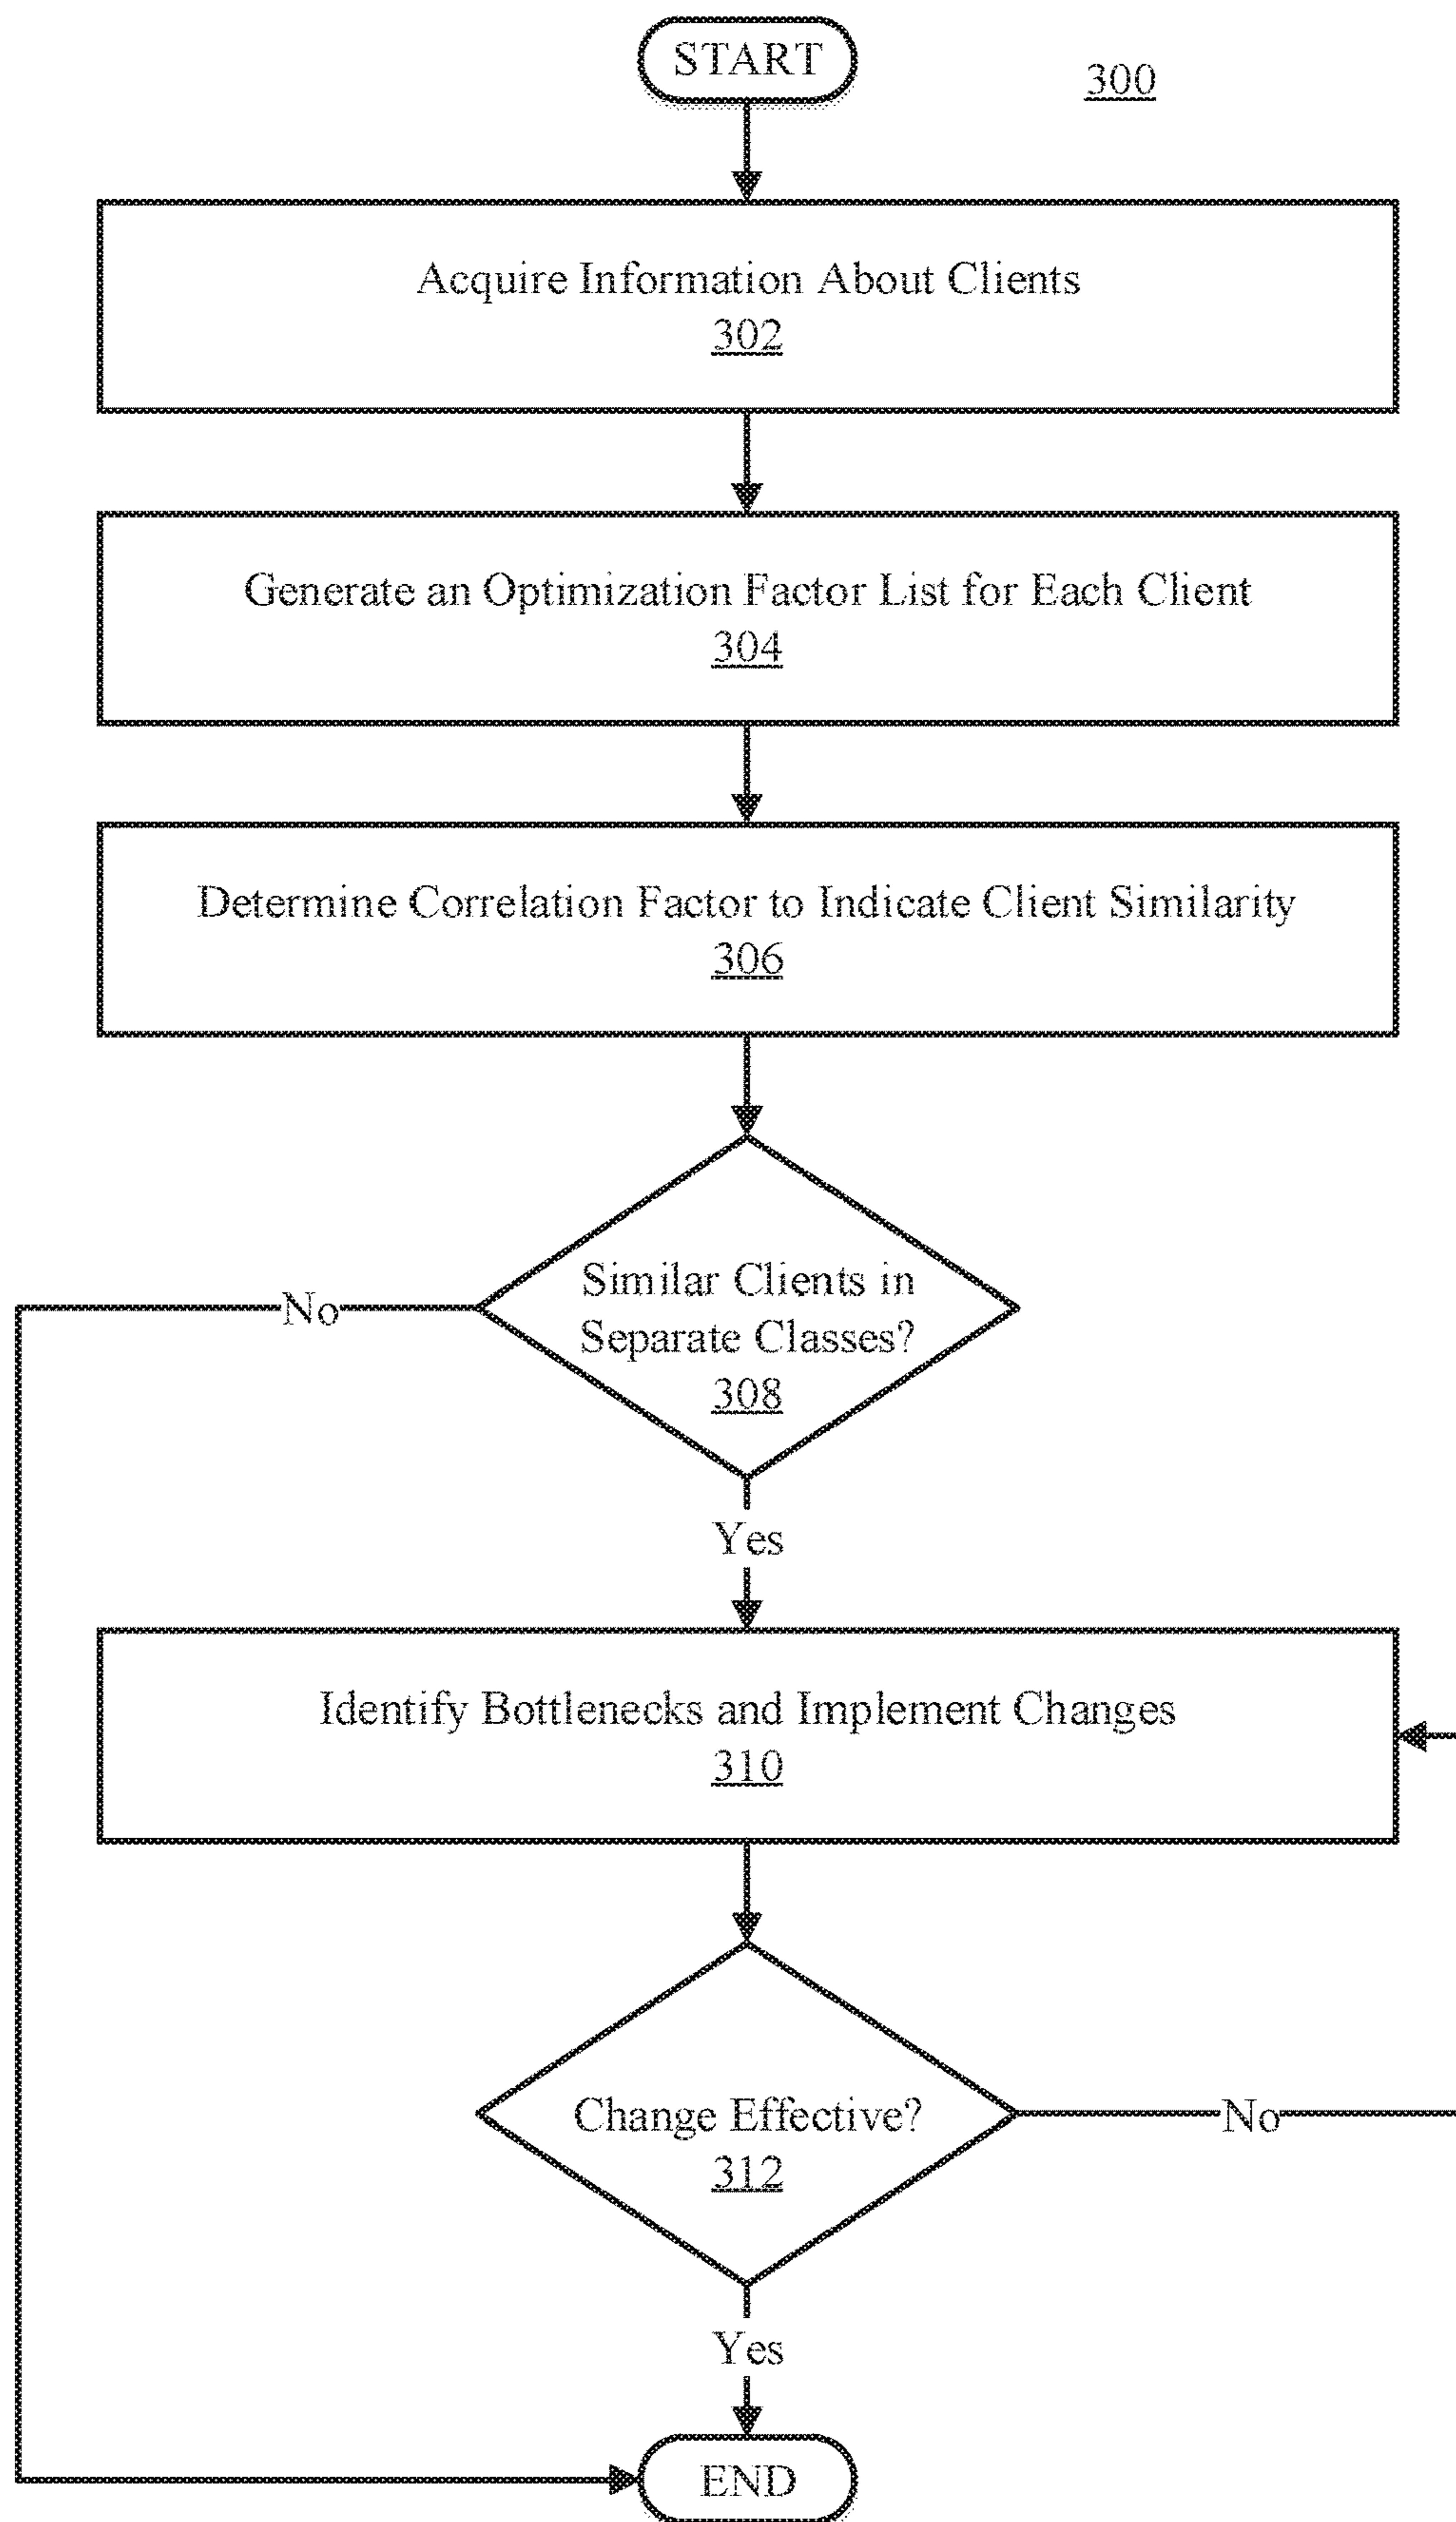 START
300
Acquire Information About Clients
302
Generate an Optimization Factor List for Each Client
304
Determine Correlation Factor to Indicate Client Similarity
306
Similar Clients in
Separate Classes?
308
No
Yes
Identify Bottlenecks and Implement Changes
310
Change Effective?
312
No
Yes
END